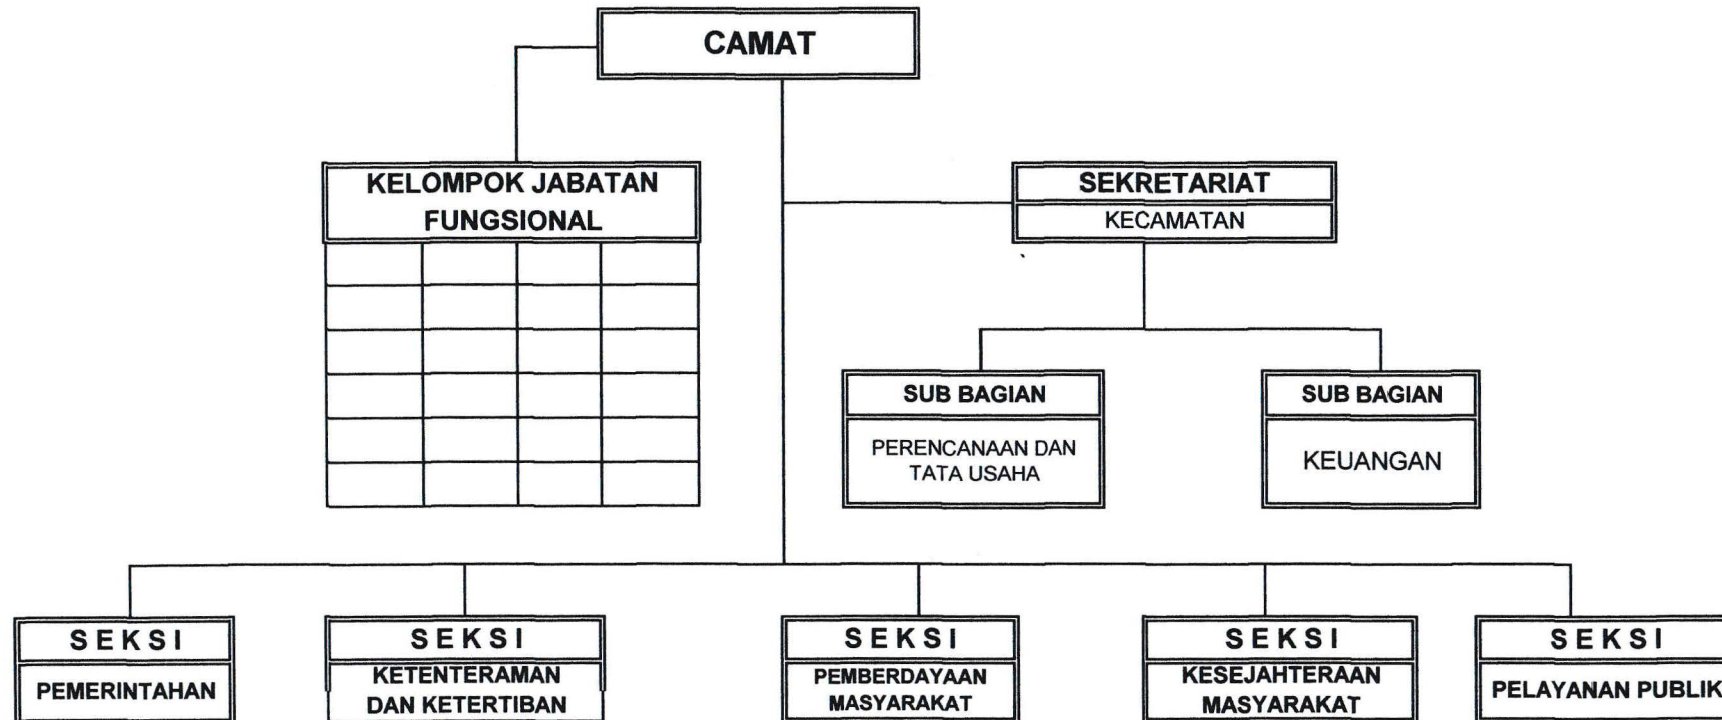 CAMAT
KELOMPOK JABATAN
FUNGSIONAL
SEKRETARIAT
KECAMATAN
SUB BAGIAN
PERENCANAAN DAN
TATA USAHA
SUB BAGIAN
KEUANGAN
S E K S I
PEMERINTAHAN
S E K S I
KETENTERAMAN
DAN KETERTIBAN
S E K S I
PEMBERDAYAAN
MASYARAKAT
S E K S I
KESEJAHTERAAN
MASYARAKAT
S E K S I
PELAYANAN PUBLIK